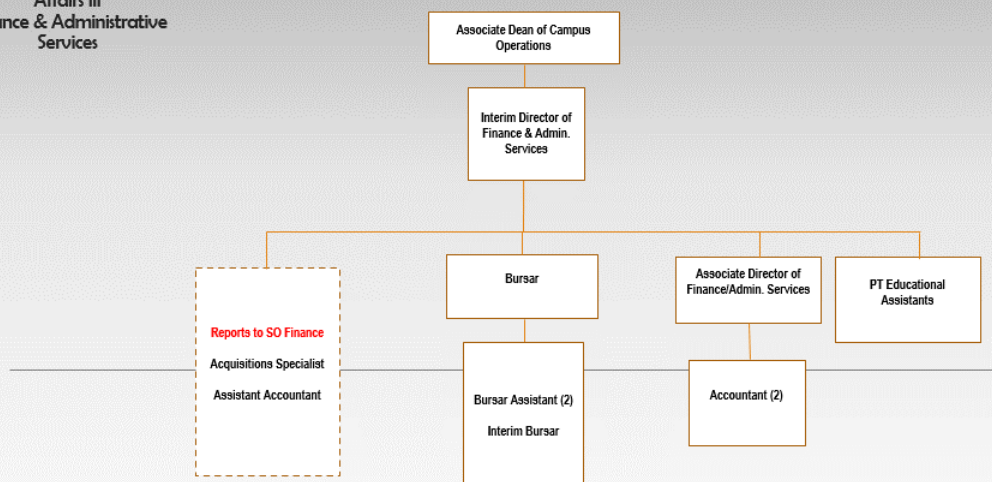 Affairs III
& Administrative
Services
Associate Dean of Campus
Operations
Interim Director of
Finance & Admin.
Services
Reports to SO Finance
Acquisitions Specialist
Assistant Accountant
Bursar
Bursar Assistant (2)
Interim Bursar
Associate Director of
Finance/Admin. Services
Accountant (2)
PT Educational
Assistants